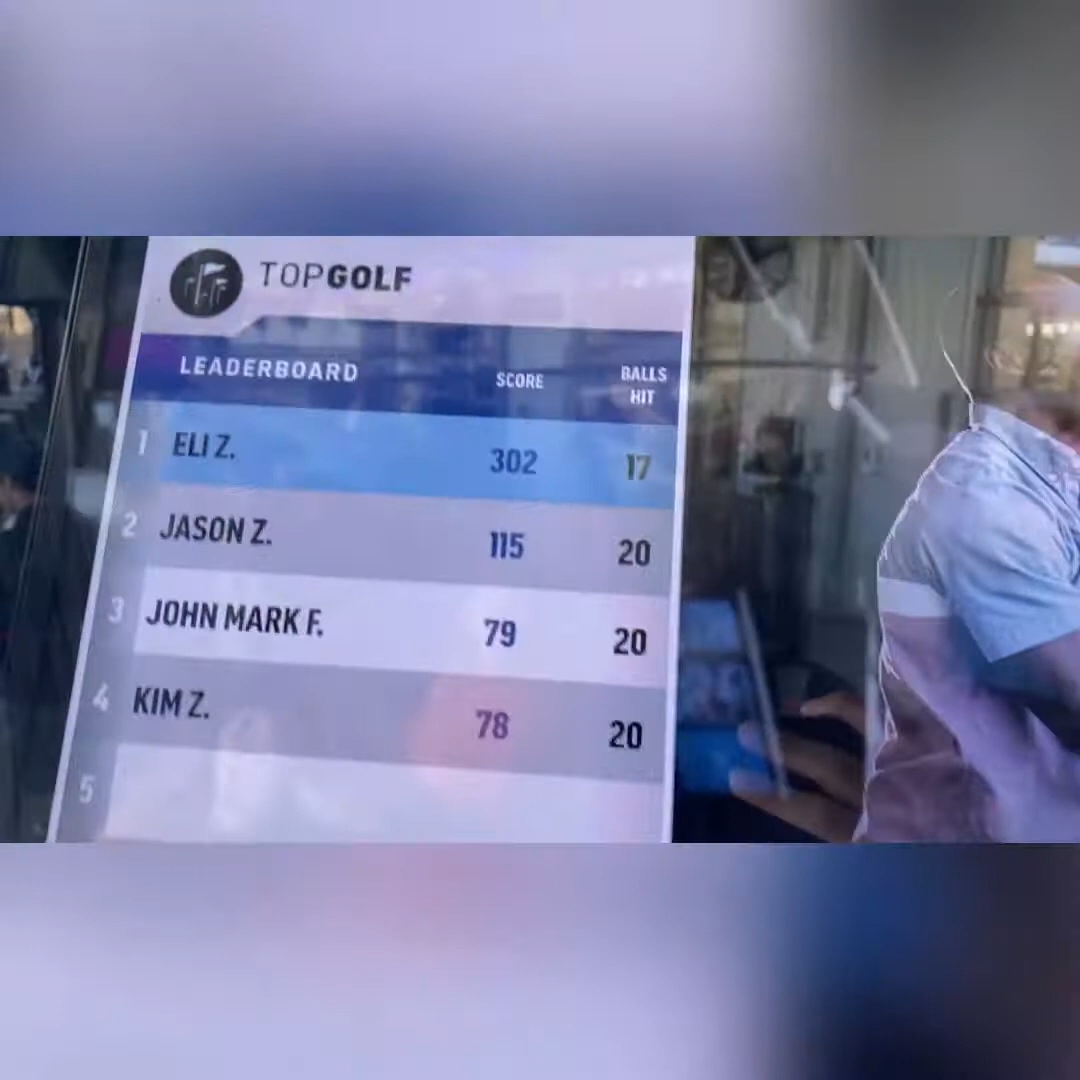 TOPGOLF
LEADERBOARD SCORE BALLS HIT
1 ELI Z. 302 17
2 JASON Z. 115 20
3 JOHN MARK F. 79 20
4 KIM Z. 78 20
5